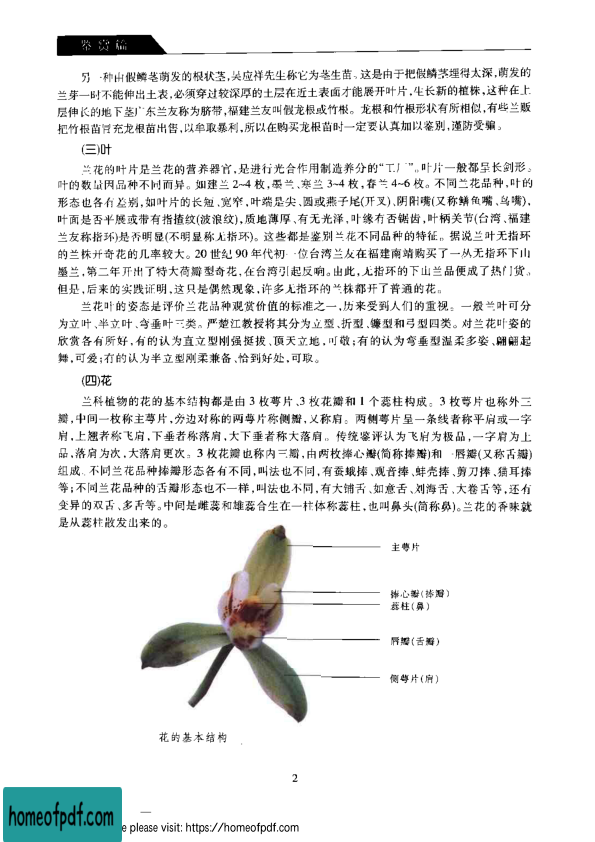 鉴赏篇
另一种由假鳞茎萌发的根状茎,吴应祥先生称它为茎生苗。这是由于把假鳞茎埋得太深,萌发的
兰芽一时不能伸出土表,必须穿过较深厚的土层在近土表面才能展开叶片,生长新的植株,这种在上
层伸长的地下茎广东兰友称为脐带,福建兰友叫假龙根或竹根。龙根和竹根形状有所相似,有些兰贩
把竹根苗冒充龙根苗出售,以牟取暴利,所以在购买龙根苗时一定要认真加以鉴别,谨防受骗。
(三)叶
兰花的叶片是兰花的营养器官,是进行光合作用制造养分的“工厂”。叶片一般都呈长剑形。
叶的数量因品种不同而异。如建兰 2~4 枚,墨兰、寒兰 3~4 枚,春兰 4~6 枚。不同兰花品种,叶的
形态也各有差别,如叶片的长短、宽窄,叶端是尖、圆或燕子尾(开叉)、阴阳嘴(又称鳝鱼嘴、鸟嘴),
叶面是否平展或带有指揸纹(波浪纹),质地薄厚、有无光泽,叶缘有否锯齿,叶柄关节(台湾、福建
兰友称指环)是否明显(不明显称无指环)。这些都是鉴别兰花不同品种的特征。据说兰叶无指环
的兰株开奇花的几率较大。20 世纪 90 年代初一位台湾兰友在福建南靖购买了一丛无指环下山
墨兰,第二年开出了特大荷瓣型奇花,在台湾引起反响。由此,无指环的下山兰品便成了热门货。
但是,后来的实践证明,这只是偶然现象,许多无指环的兰株都开了普通的花。
兰花叶的姿态是评价兰花品种观赏价值的标准之一,历来受到人们的重视。一般兰叶可分
为立叶、半立叶、弯垂叶三类。严楚江教授将其分为立型、折型、镰型和弓型四类。对兰花叶姿的
欣赏各有所好,有的认为直立型刚强挺拔、顶天立地,可敬;有的认为弯垂型温柔多姿、翩翩起
舞,可爱;有的认为半立型刚柔兼备、恰到好处,可取。
(四)花
兰科植物的花的基本结构都是由 3 枚萼片、3 枚花瓣和 1 个蕊柱构成。3 枚萼片也称外三
瓣,中间一枚称主萼片,旁边对称的两萼片称侧瓣,又称肩。两侧萼片呈一条线者称平肩或一字
肩,上翘者称飞肩,下垂者称落肩,大下垂者称大落肩。传统鉴评认为飞肩为极品,一字肩为上
品,落肩为次,大落肩更次。3 枚花瓣也称内三瓣,由两枚捧心瓣(简称捧瓣)和一唇瓣(又称舌瓣)
组成。不同兰花品种捧瓣形态各有不同,叫法也不同,有蚕蛾捧、观音捧、蚌壳捧、剪刀捧、猫耳捧
等;不同兰花品种的舌瓣形态也不一样,叫法也不同,有大铺舌、如意舌、刘海舌、大卷舌等,还有
变异的双舌、多舌等。中间是雌蕊和雄蕊合生在一柱体称蕊柱,也叫鼻头(简称鼻)。兰花的香味就
是从蕊柱散发出来的。
主萼片
捧心瓣(捧瓣)
蕊柱(鼻)
唇瓣(舌瓣)
侧萼片(肩)
花的基本结构
2
homeofpdf.com
e please visit: https://homeofpdf.com